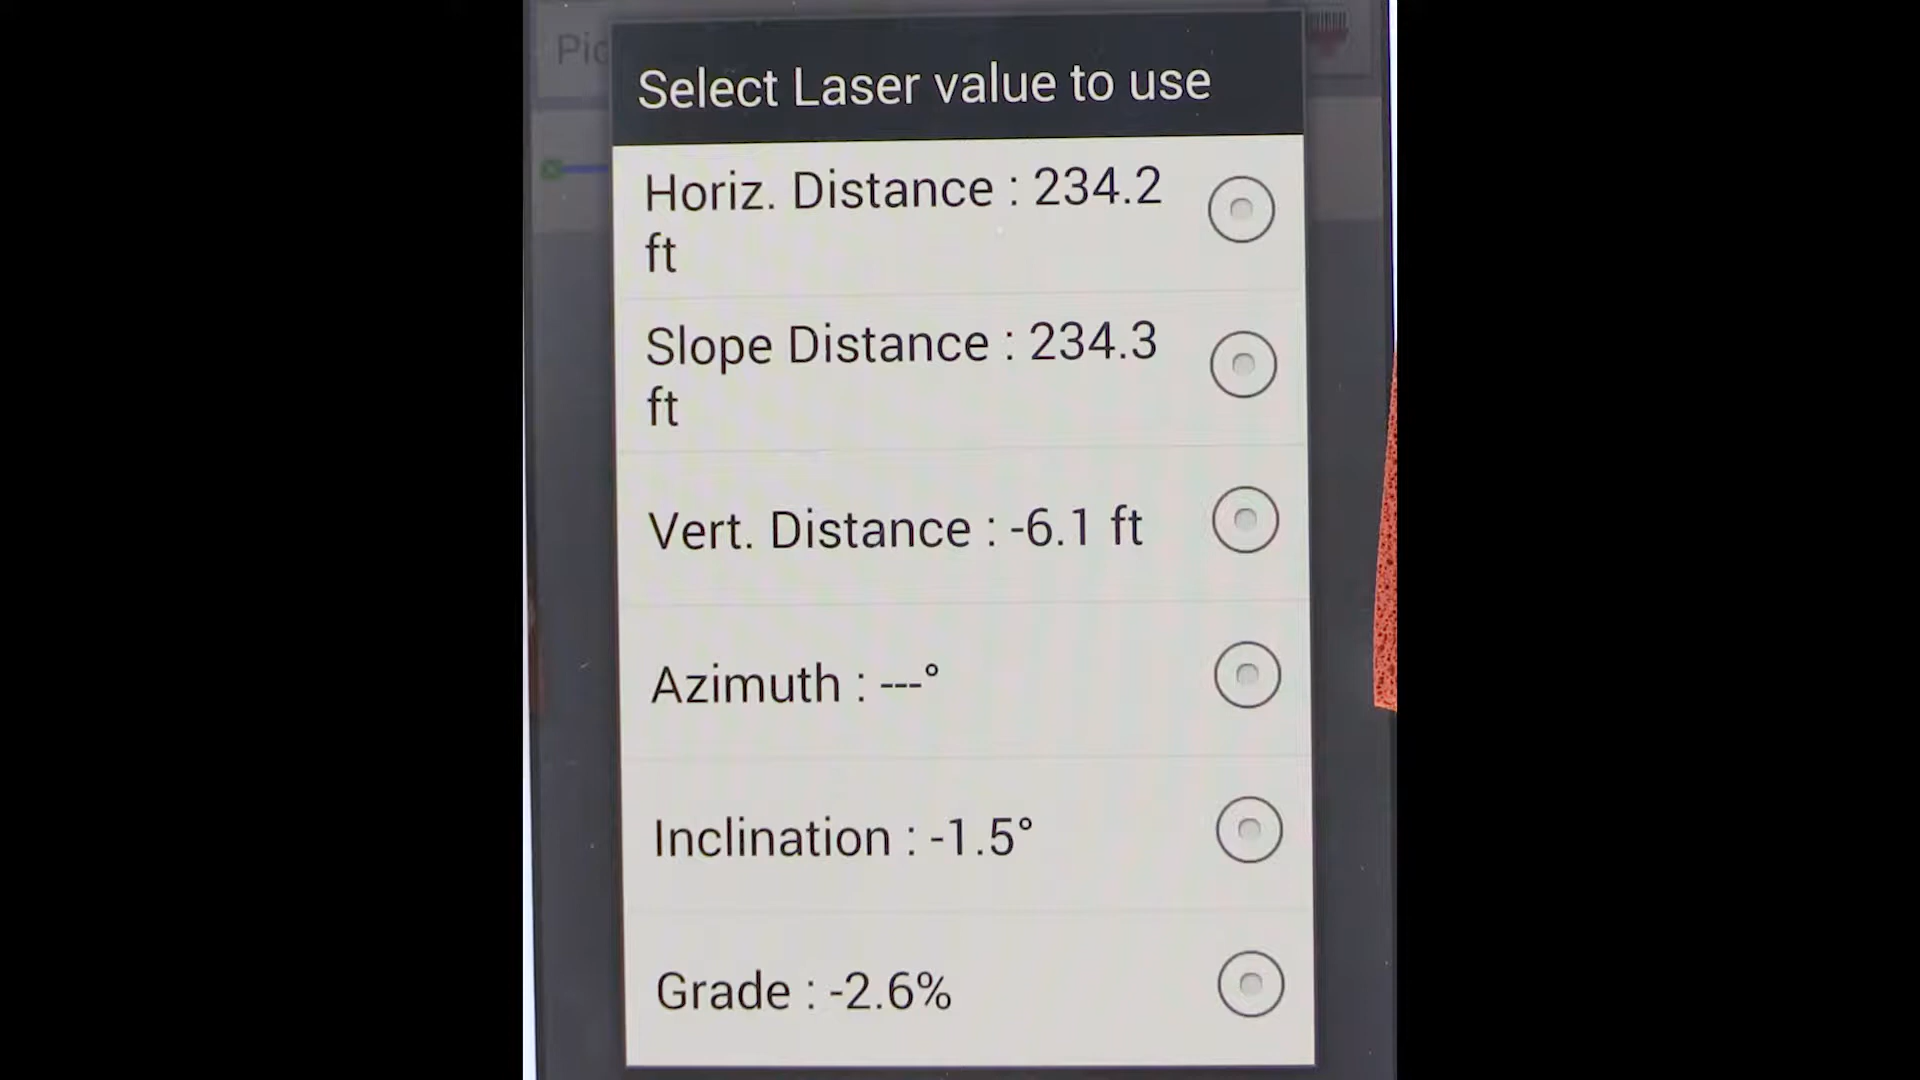 Pic
Select Laser value to use
Horiz. Distance : 234.2
ft
Slope Distance : 234.3
ft
Vert. Distance : -6.1 ft
Azimuth : ---°
Inclination : -1.5°
Grade : -2.6%